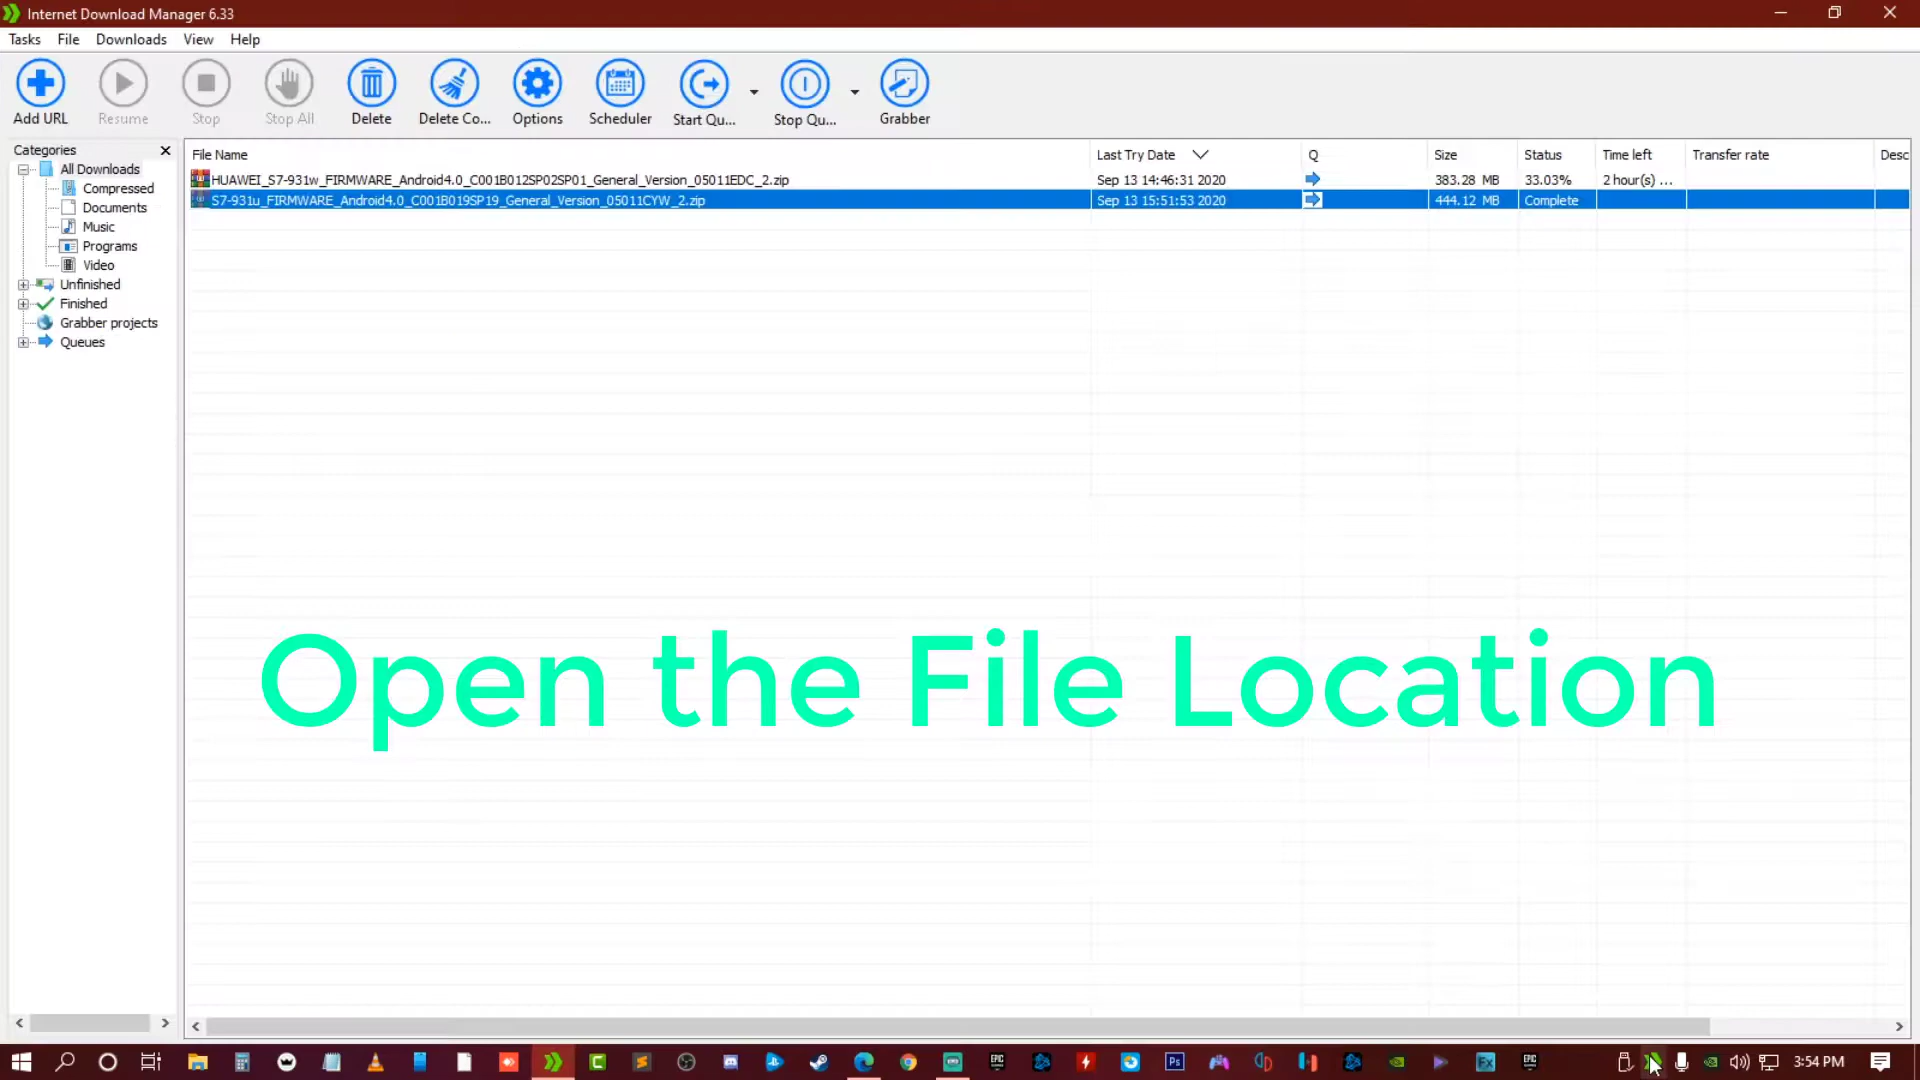 Internet Download Manager 6.33
Tasks File Downloads View Help
Add URL Resume Stop Stop All Delete Delete Co... Options Scheduler Start Qu... Stop Qu... Grabber
Categories
All Downloads
Compressed
Documents
Music
Programs
Video
Unfinished
Finished
Grabber projects
Queues
File Name Last Try Date Q Size Status Time left Transfer rate Desc
HUAWEI_S7-931w_FIRMWARE_Android4.0_C001B012SP02SP01_General_Version_05011EDC_2.zip Sep 13 14:46:31 2020 383.28 MB 33.03% 2 hour(s) ...
S7-931u_FIRMWARE_Android4.0_C001B019SP19_General_Version_05011CYW_2.zip Sep 13 15:51:53 2020 444.12 MB Complete
Open the File Location
3:54 PM